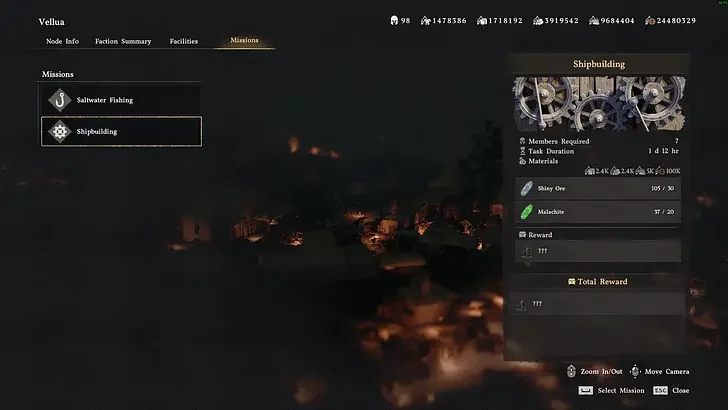 Vellua
98 1478386 1718192 3919542 9684404 24480329
Node Info Faction Summary Facilities Missions
Missions
Saltwater Fishing
Shipbuilding
Shipbuilding
Members Required 7
Task Duration 1 d 12 hr
Materials
2.4K 2.4K 5K 100K
Shiny Ore 105 / 30
Malachite 37 / 20
Reward
???
Total Reward
???
Zoom In/Out Move Camera
Select Mission ESC Close